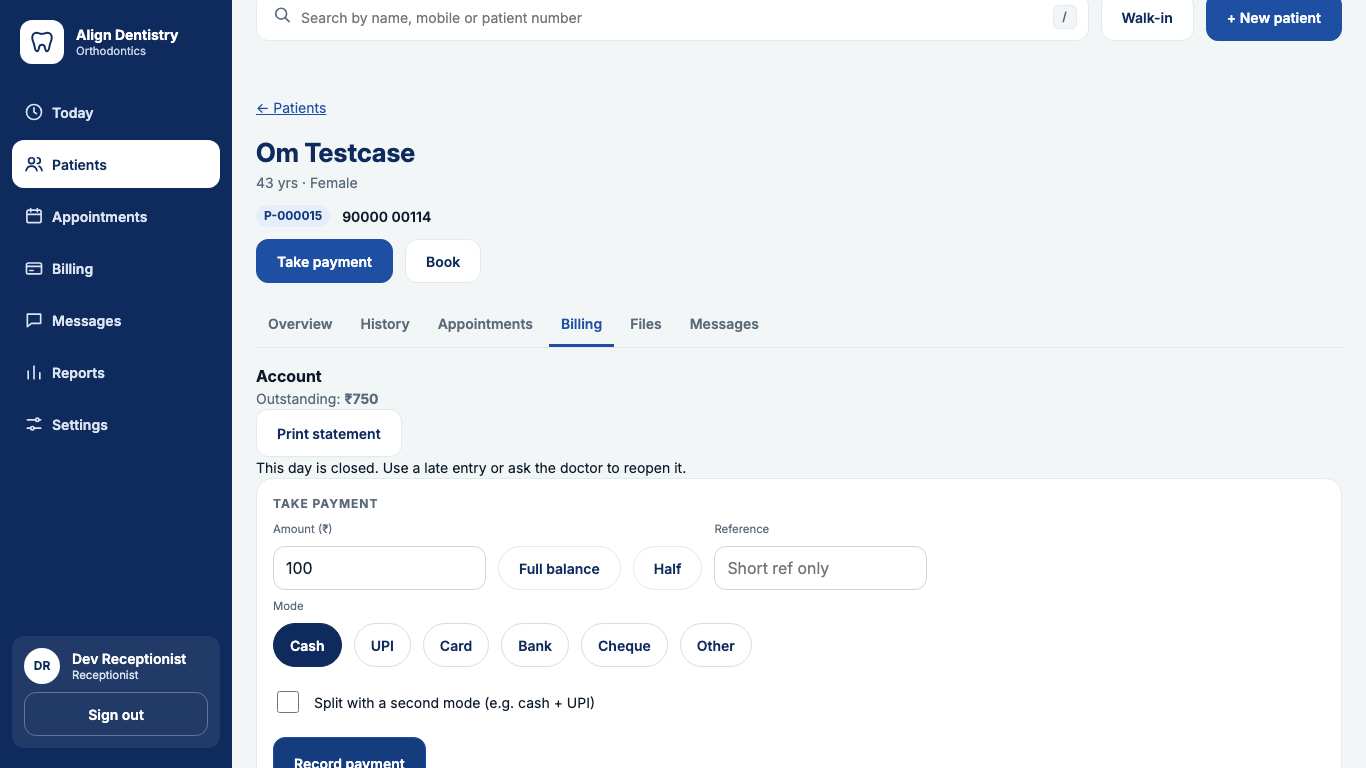 Align Dentistry
Orthodontics
Today
Patients
Appointments
Billing
Messages
Reports
Settings
DR
Dev Receptionist
Receptionist
Sign out
Search by name, mobile or patient number
/
Walk-in
+ New patient
← Patients
Om Testcase
43 yrs · Female
P-000015 90000 00114
Take payment
Book
Overview
History
Appointments
Billing
Files
Messages
Account
Outstanding: ₹750
Print statement
This day is closed. Use a late entry or ask the doctor to reopen it.
TAKE PAYMENT
Amount (₹)
Reference
100
Full balance
Half
Short ref only
Mode
Cash
UPI
Card
Bank
Cheque
Other
Split with a second mode (e.g. cash + UPI)
Record payment